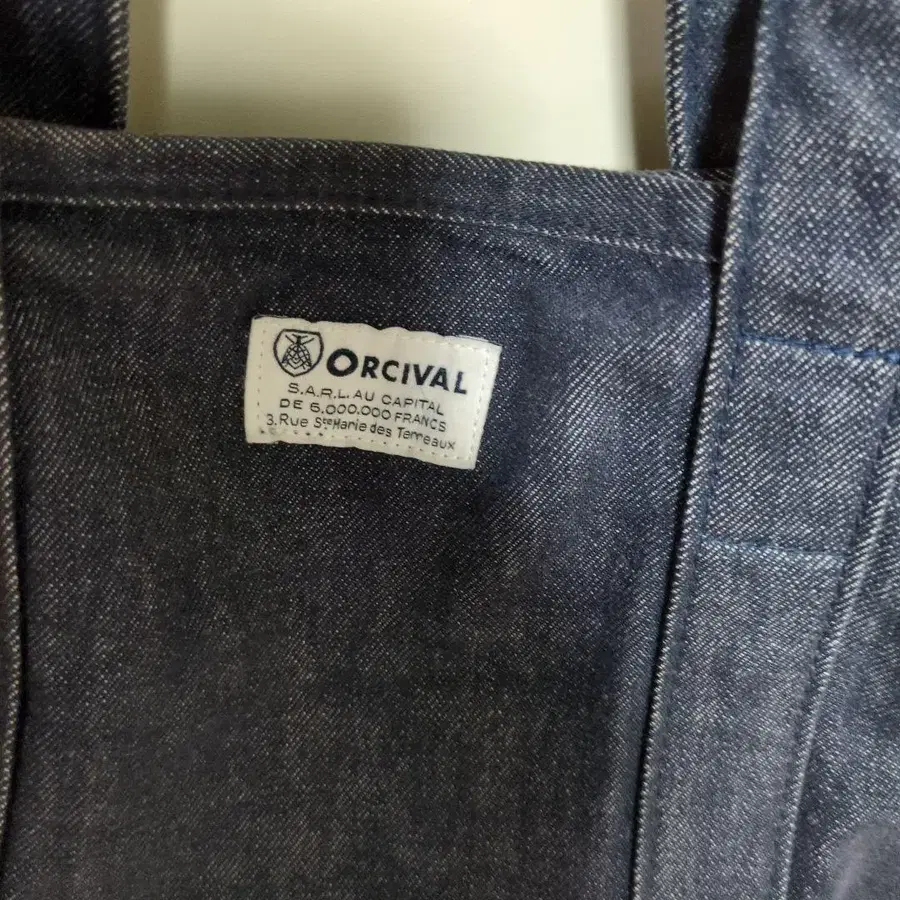 ORCIVAL
S.A.R.L. AU CAPITAL
DE 6.000.000 FRANCS
3.Rue Ste Marie des Terreaux